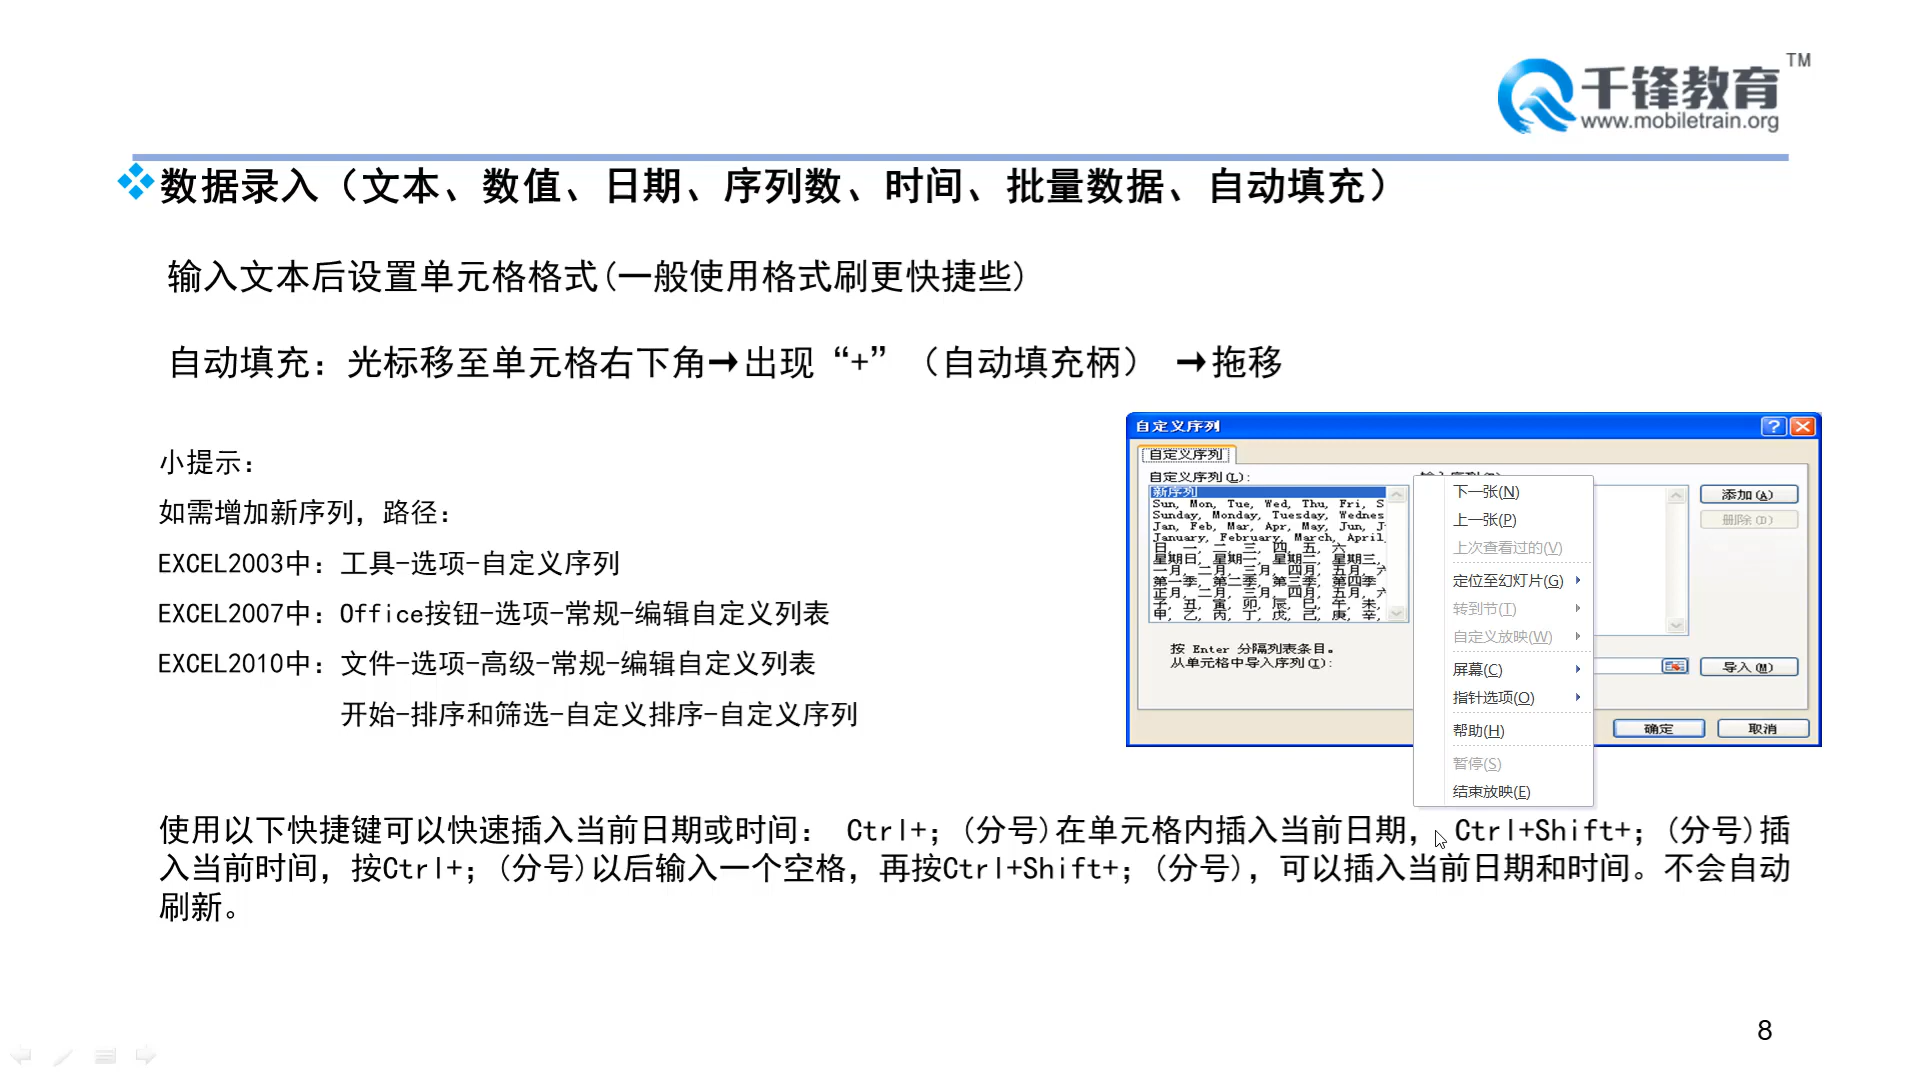 千锋教育 TM
www.mobiletrain.org
数据录入（文本、数值、日期、序列数、时间、批量数据、自动填充）
输入文本后设置单元格格式(一般使用格式刷更快捷些)
自动填充：光标移至单元格右下角→出现“+”（自动填充柄） →拖移
小提示：
如需增加新序列，路径：
EXCEL2003中：工具-选项-自定义序列
EXCEL2007中：Office按钮-选项-常规-编辑自定义列表
EXCEL2010中：文件-选项-高级-常规-编辑自定义列表
开始-排序和筛选-自定义排序-自定义序列
自定义序列
自定义序列
自定义序列(L):
新序列
Sun, Mon, Tue, Wed, Thu, Fri, S
Sunday, Monday, Tuesday, Wednes
Jan, Feb, Mar, Apr, May, Jun, J
January, February, March, April
日, 一, 二, 三, 四, 五, 六
星期日, 星期一, 星期二, 星期三,
一月, 二月, 三月, 四月, 五月, 六
第一季, 第二季, 第三季, 第四季
正月, 二月, 三月, 四月, 五月, 六
子, 丑, 寅, 卯, 辰, 巳, 午, 未,
甲, 乙, 丙, 丁, 戊, 己, 庚, 辛,
按 Enter 分隔列表条目。
从单元格中导入序列(I):
添加(A)
删除(D)
导入(M)
确定
取消
下一张(N)
上一张(P)
上次查看过的(V)
定位至幻灯片(G)
转到节(T)
自定义放映(W)
屏幕(C)
指针选项(O)
帮助(H)
暂停(S)
结束放映(E)
使用以下快捷键可以快速插入当前日期或时间： Ctrl+；(分号)在单元格内插入当前日期， Ctrl+Shift+；(分号)插
入当前时间，按Ctrl+；(分号)以后输入一个空格，再按Ctrl+Shift+；(分号)，可以插入当前日期和时间。不会自动
刷新。
8